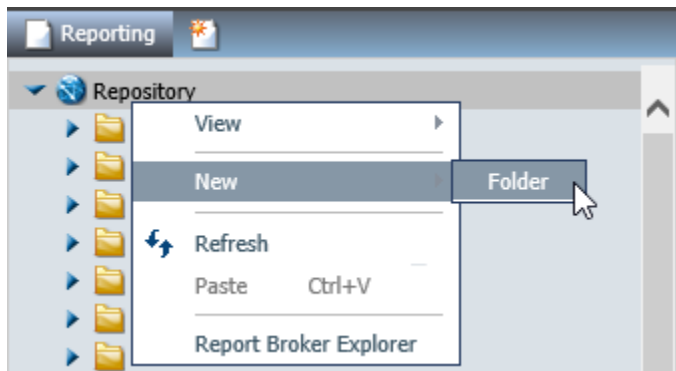 Reporting
Repository
View
New
Folder
Refresh
Paste Ctrl+V
Report Broker Explorer